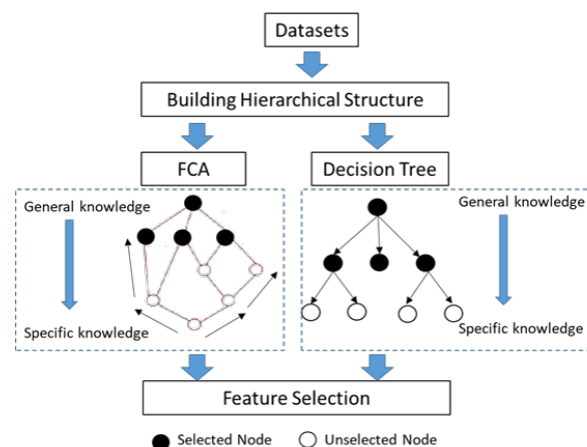 Datasets
Building Hierarchical Structure
FCA
Decision Tree
General knowledge
General knowledge
Specific knowledge
Specific knowledge
Feature Selection
Selected Node
Unselected Node